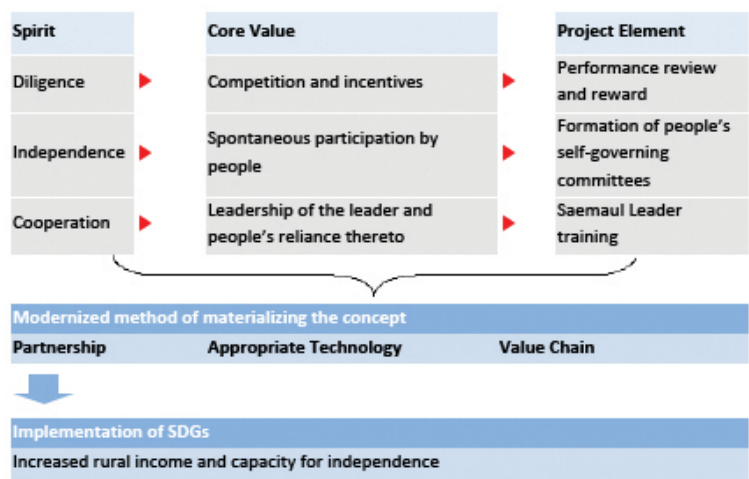 Spirit
Core Value
Project Element
Diligence
Competition and incentives
Performance review
and reward
Independence
Spontaneous participation by
people
Formation of people's
self-governing
committees
Cooperation
Leadership of the leader and
people's reliance thereto
Saemaul Leader
training
Modernized method of materializing the concept
Partnership
Appropriate Technology
Value Chain
Implementation of SDGs
Increased rural income and capacity for independence